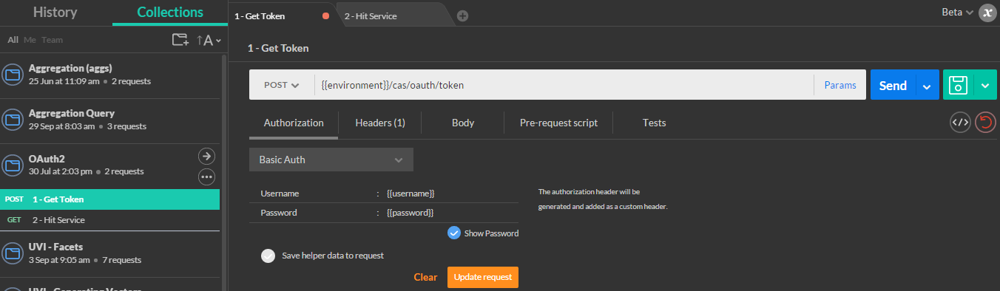 History
Collections
All Me Team
A
Aggregation (aggs)
25 Jun at 11:09 am • 2 requests
Aggregation Query
29 Sep at 8:03 am • 3 requests
OAuth2
30 Jul at 2:03 pm • 2 requests
POST 1 - Get Token
GET 2 - Hit Service
UVI - Facets
3 Sep at 9:05 am • 7 requests
UVI - Generating Vectors
1 - Get Token
2 - Hit Service
Beta
1 - Get Token
POST
{{environment}}/cas/oauth/token
Params
Send
Authorization
Headers (1)
Body
Pre-request script
Tests
Basic Auth
Username : {{username}}
Password : {{password}}
Show Password
The authorization header will be
generated and added as a custom header.
Save helper data to request
Clear
Update request